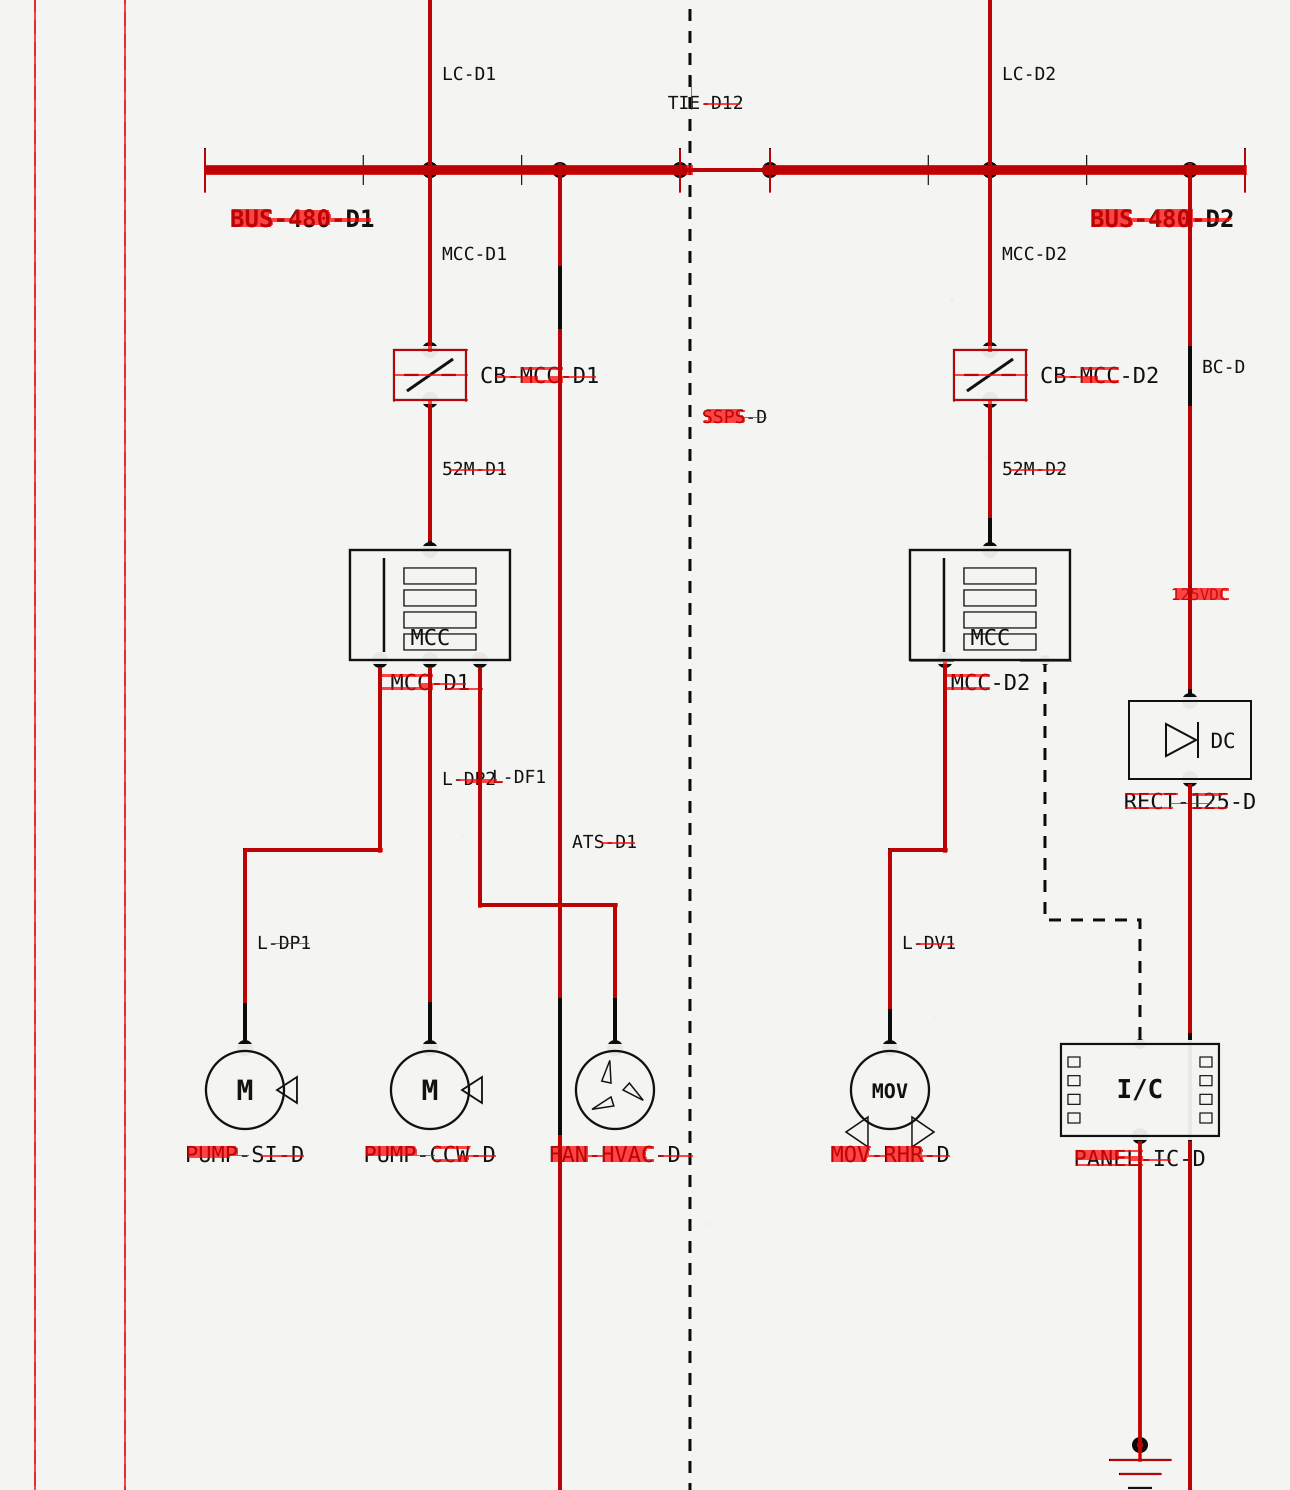 LC-D1
LC-D2
TIE-D12
BUS-480-D1
BUS-480-D2
MCC-D1
MCC-D2
BC-D
CB-MCC-D1
CB-MCC-D2
SSPS-D
52M-D1
52M-D2
125VDC
MCC
MCC
MCC-D1
MCC-D2
DC
RECT-125-D
L-DP2
L-DF1
ATS-D1
L-DP1
L-DV1
M
M
MOV
I/C
PUMP-SI-D
PUMP-CCW-D
FAN-HVAC-D
MOV-RHR-D
PANEL-IC-D